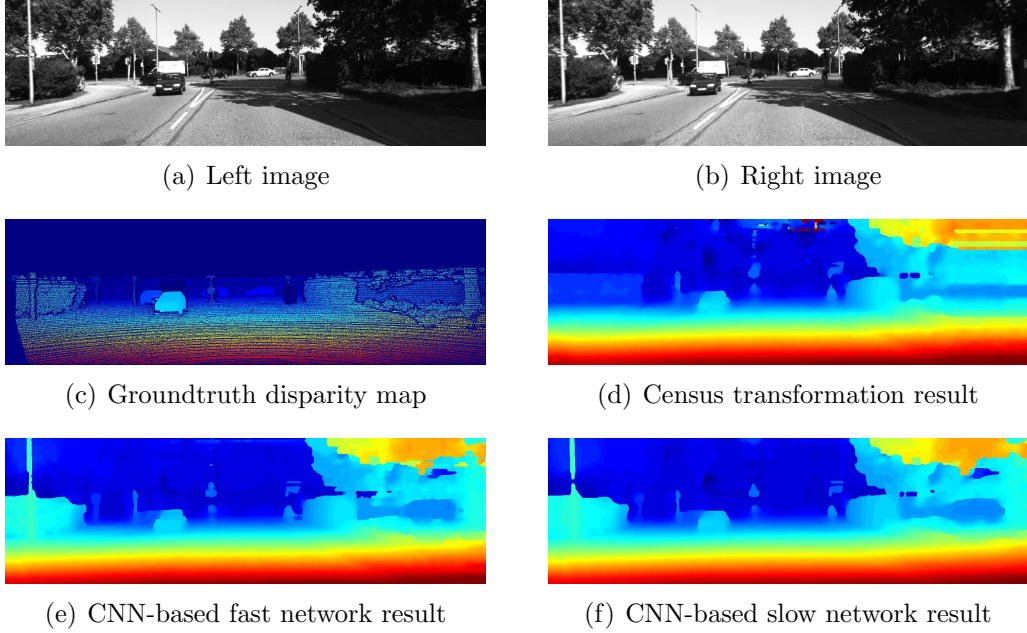 (a) Left image
(b) Right image
(c) Groundtruth disparity map
(d) Census transformation result
(e) CNN-based fast network result
(f) CNN-based slow network result